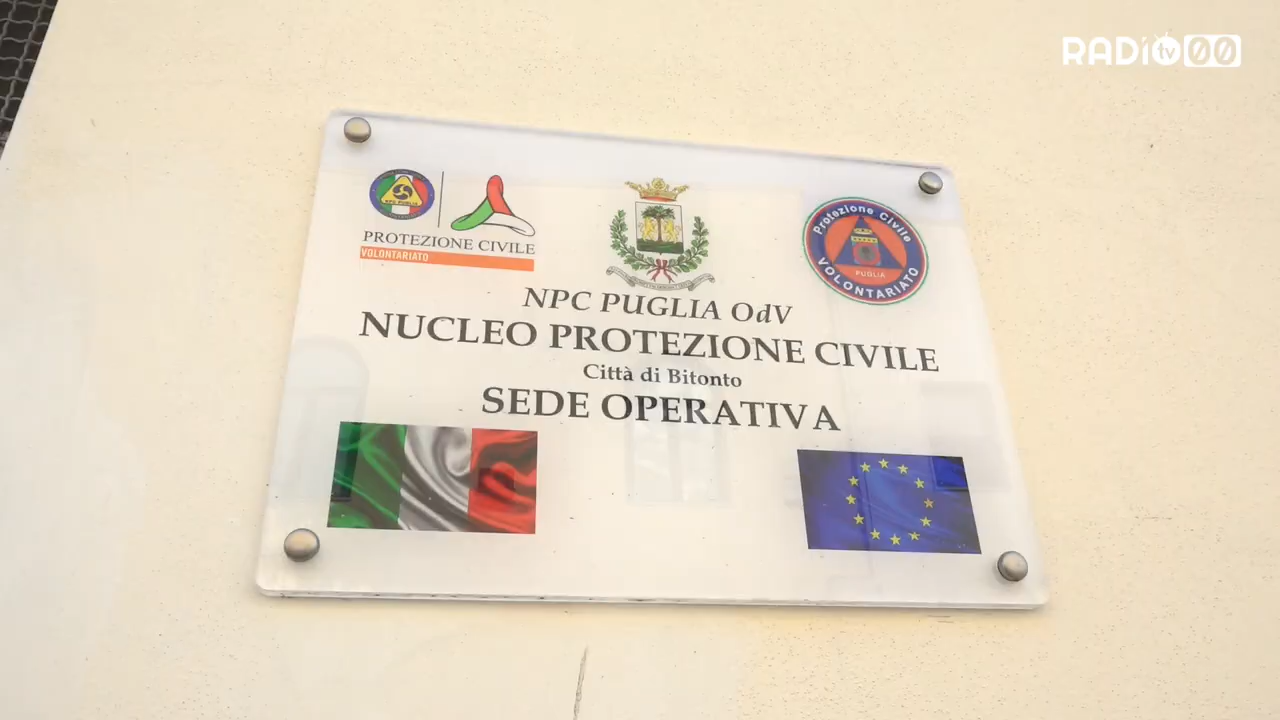 RADIO tv 00
PROTEZIONE CIVILE
VOLONTARIATO
Protezione Civile
PUGLIA
VOLONTARIATO
NPC PUGLIA OdV
NUCLEO PROTEZIONE CIVILE
Città di Bitonto
SEDE OPERATIVA